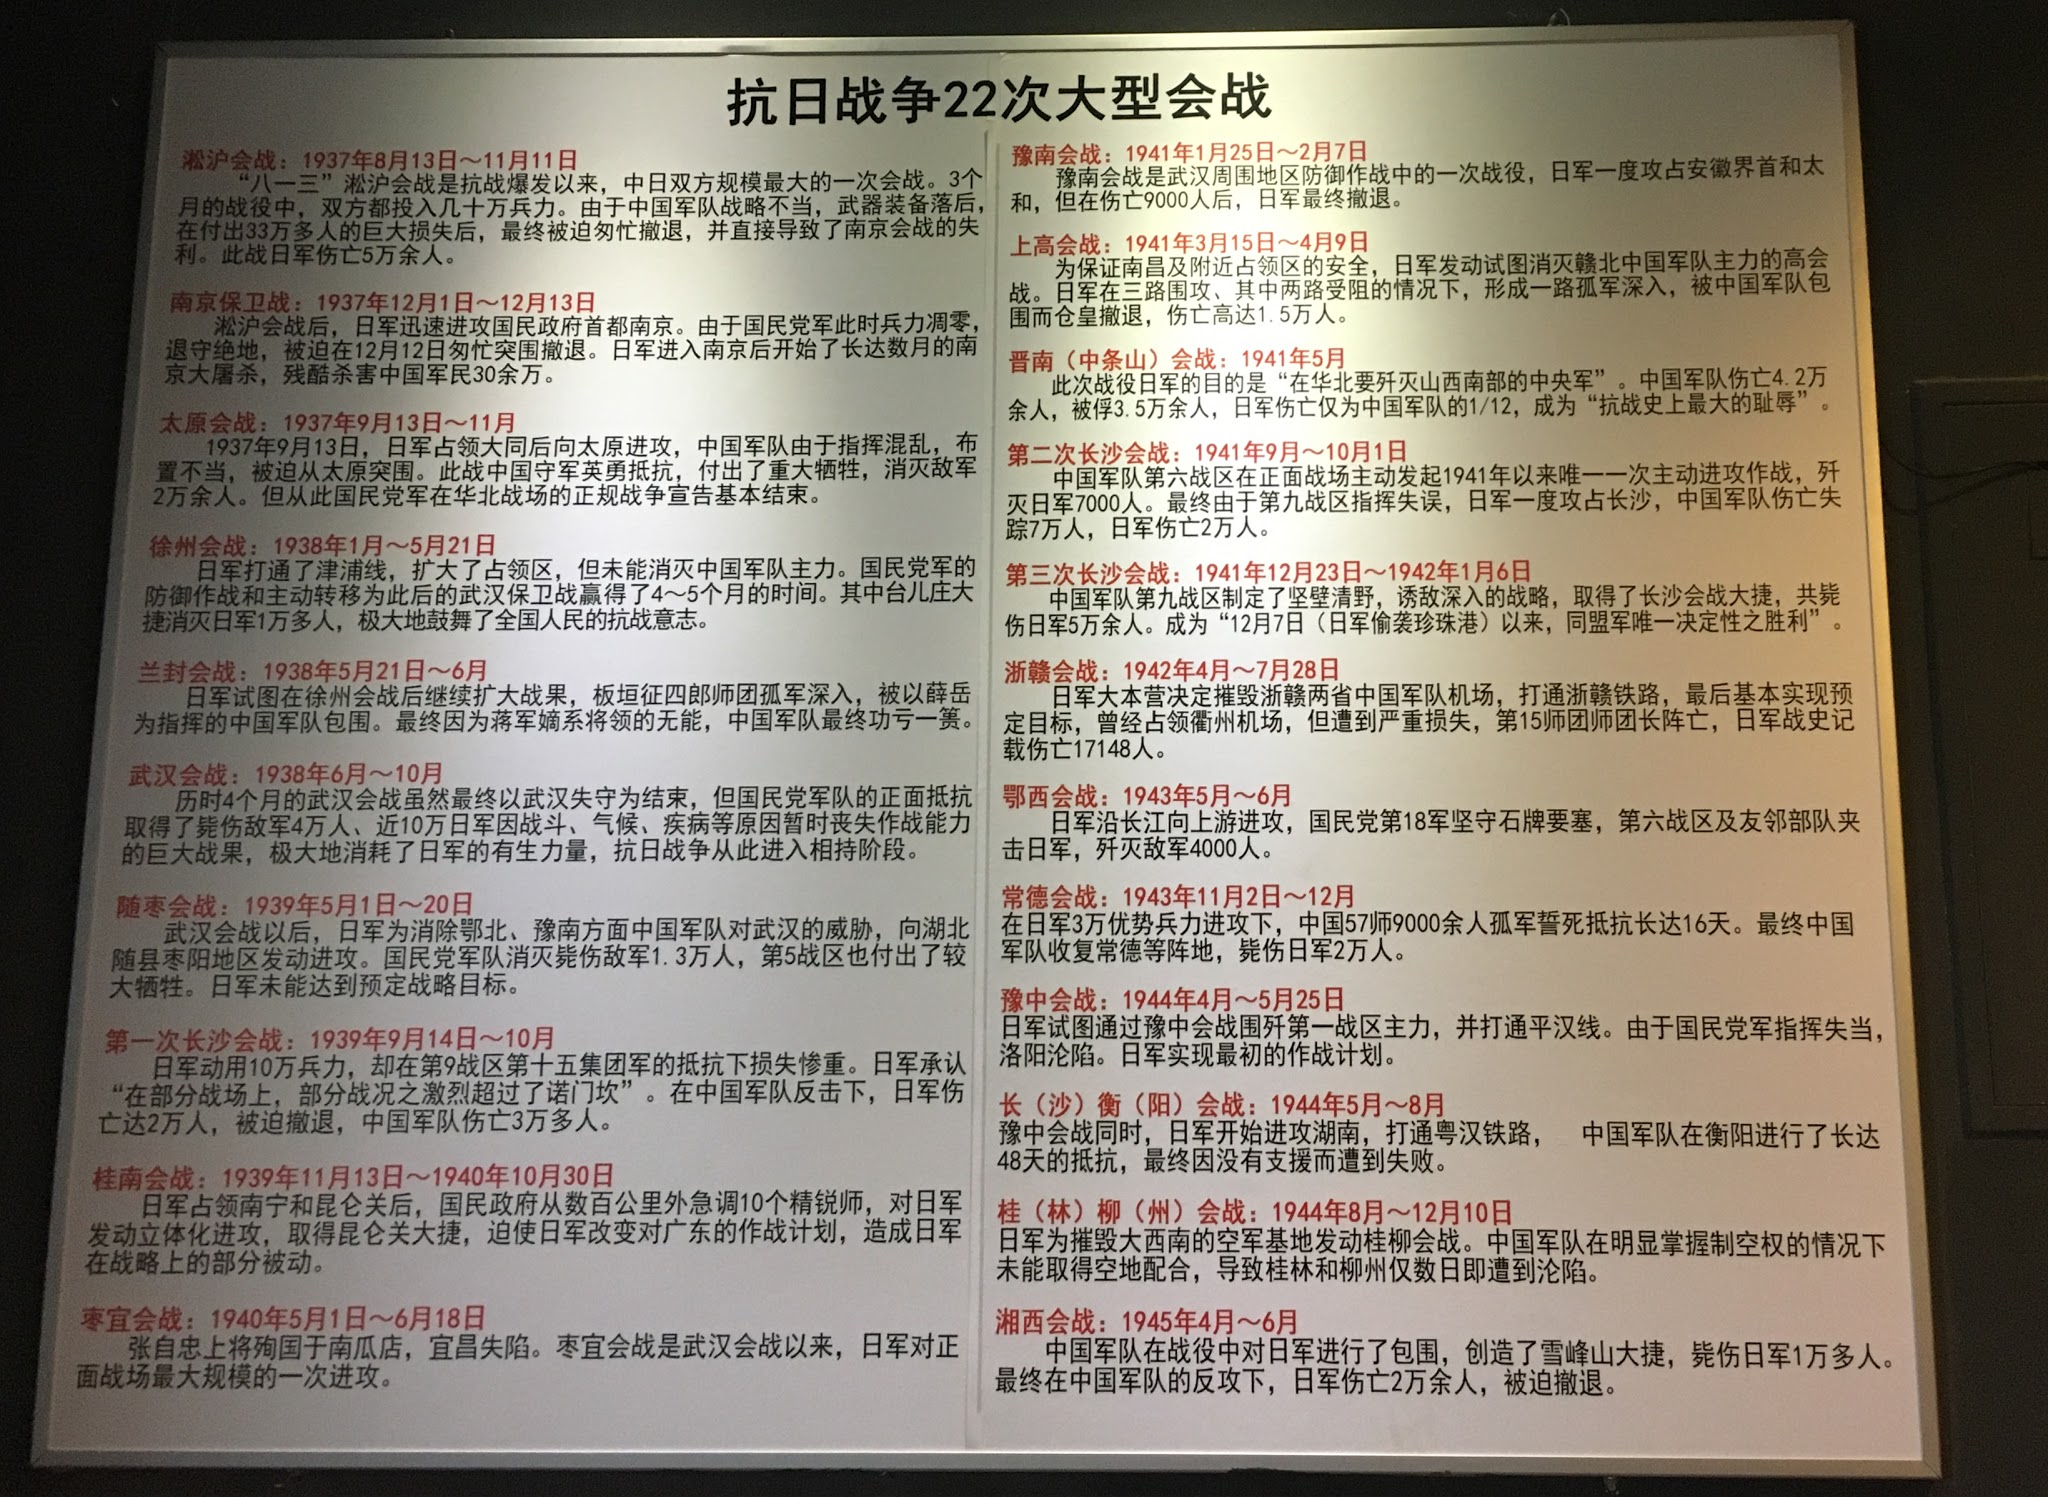 抗日战争22次大型会战
淞沪会战：1937年8月13日～11月11日
“八一三”淞沪会战是抗战爆发以来，中日双方规模最大的一次会战。3个
月的战役中，双方都投入几十万兵力。由于中国军队战略不当，武器装备落后，
在付出33万多人的巨大损失后，最终被迫匆忙撤退，并直接导致了南京会战的失
利。此战日军伤亡5万余人。
南京保卫战：1937年12月1日～12月13日
淞沪会战后，日军迅速进攻国民政府首都南京。由于国民党军此时兵力凋零，
退守绝地，被迫在12月12日匆忙突围撤退。日军进入南京后开始了长达数月的南
京大屠杀，残酷杀害中国军民30余万。
太原会战：1937年9月13日～11月
1937年9月13日，日军占领大同后向太原进攻，中国军队由于指挥混乱，布
置不当，被迫从太原突围。此战中国守军英勇抵抗，付出了重大牺牲，消灭敌军
2万余人。但从此国民党军在华北战场的正规战争宣告基本结束。
徐州会战：1938年1月～5月21日
日军打通了津浦线，扩大了占领区，但未能消灭中国军队主力。国民党军的
防御作战和主动转移为此后的武汉保卫战赢得了4～5个月的时间。其中台儿庄大
捷消灭日军1万多人，极大地鼓舞了全国人民的抗战意志。
兰封会战：1938年5月21日～6月
日军试图在徐州会战后继续扩大战果，板垣征四郎师团孤军深入，被以薛岳
为指挥的中国军队包围。最终因为蒋军嫡系将领的无能，中国军队最终功亏一篑。
武汉会战：1938年6月～10月
历时4个月的武汉会战虽然最终以武汉失守为结束，但国民党军队的正面抵抗
取得了毙伤敌军4万人、近10万日军因战斗、气候、疾病等原因暂时丧失作战能力
的巨大战果，极大地消耗了日军的有生力量，抗日战争从此进入相持阶段。
随枣会战：1939年5月1日～20日
武汉会战以后，日军为消除鄂北、豫南方面中国军队对武汉的威胁，向湖北
随县枣阳地区发动进攻。国民党军队消灭毙伤敌军1.3万人，第5战区也付出了较
大牺牲。日军未能达到预定战略目标。
第一次长沙会战：1939年9月14日～10月
日军动用10万兵力，却在第9战区第十五集团军的抵抗下损失惨重。日军承认
“在部分战场上，部分战况之激烈超过了诺门坎”。在中国军队反击下，日军伤
亡达2万人，被迫撤退，中国军队伤亡3万多人。
桂南会战：1939年11月13日～1940年10月30日
日军占领南宁和昆仑关后，国民政府从数百公里外急调10个精锐师，对日军
发动立体化进攻，取得昆仑关大捷，迫使日军改变对广东的作战计划，造成日军
在战略上的部分被动。
枣宜会战：1940年5月1日～6月18日
张自忠上将殉国于南瓜店，宜昌失陷。枣宜会战是武汉会战以来，日军对正
面战场最大规模的一次进攻。
豫南会战：1941年1月25日～2月7日
豫南会战是武汉周围地区防御作战中的一次战役，日军一度攻占安徽界首和太
和，但在伤亡9000人后，日军最终撤退。
上高会战：1941年3月15日～4月9日
为保证南昌及附近占领区的安全，日军发动试图消灭赣北中国军队主力的高会
战。日军在三路围攻、其中两路受阻的情况下，形成一路孤军深入，被中国军队包
围而仓皇撤退，伤亡高达1.5万人。
晋南（中条山）会战：1941年5月
此次战役日军的目的是“在华北要歼灭山西南部的中央军”。中国军队伤亡4.2万
余人，被俘3.5万余人，日军伤亡仅为中国军队的1/12，成为“抗战史上最大的耻辱”。
第二次长沙会战：1941年9月～10月1日
中国军队第六战区在正面战场主动发起1941年以来唯一一次主动进攻作战，歼
灭日军7000人。最终由于第九战区指挥失误，日军一度攻占长沙，中国军队伤亡失
踪7万人，日军伤亡2万人。
第三次长沙会战：1941年12月23日～1942年1月6日
中国军队第九战区制定了坚壁清野，诱敌深入的战略，取得了长沙会战大捷，共毙
伤日军5万余人。成为“12月7日（日军偷袭珍珠港）以来，同盟军唯一决定性之胜利”。
浙赣会战：1942年4月～7月28日
日军大本营决定摧毁浙赣两省中国军队机场，打通浙赣铁路，最后基本实现预
定目标，曾经占领衢州机场，但遭到严重损失，第15师团师团长阵亡，日军战史记
载伤亡17148人。
鄂西会战：1943年5月～6月
日军沿长江向上游进攻，国民党第18军坚守石牌要塞，第六战区及友邻部队夹
击日军，歼灭敌军4000人。
常德会战：1943年11月2日～12月
在日军3万优势兵力进攻下，中国57师9000余人孤军誓死抵抗长达16天。最终中国
军队收复常德等阵地，毙伤日军2万人。
豫中会战：1944年4月～5月25日
日军试图通过豫中会战围歼第一战区主力，并打通平汉线。由于国民党军指挥失当，
洛阳沦陷。日军实现最初的作战计划。
长（沙）衡（阳）会战：1944年5月～8月
豫中会战同时，日军开始进攻湖南，打通粤汉铁路， 中国军队在衡阳进行了长达
48天的抵抗，最终因没有支援而遭到失败。
桂（林）柳（州）会战：1944年8月～12月10日
日军为摧毁大西南的空军基地发动桂柳会战。中国军队在明显掌握制空权的情况下
未能取得空地配合，导致桂林和柳州仅数日即遭到沦陷。
湘西会战：1945年4月～6月
中国军队在战役中对日军进行了包围，创造了雪峰山大捷，毙伤日军1万多人。
最终在中国军队的反攻下，日军伤亡2万余人，被迫撤退。